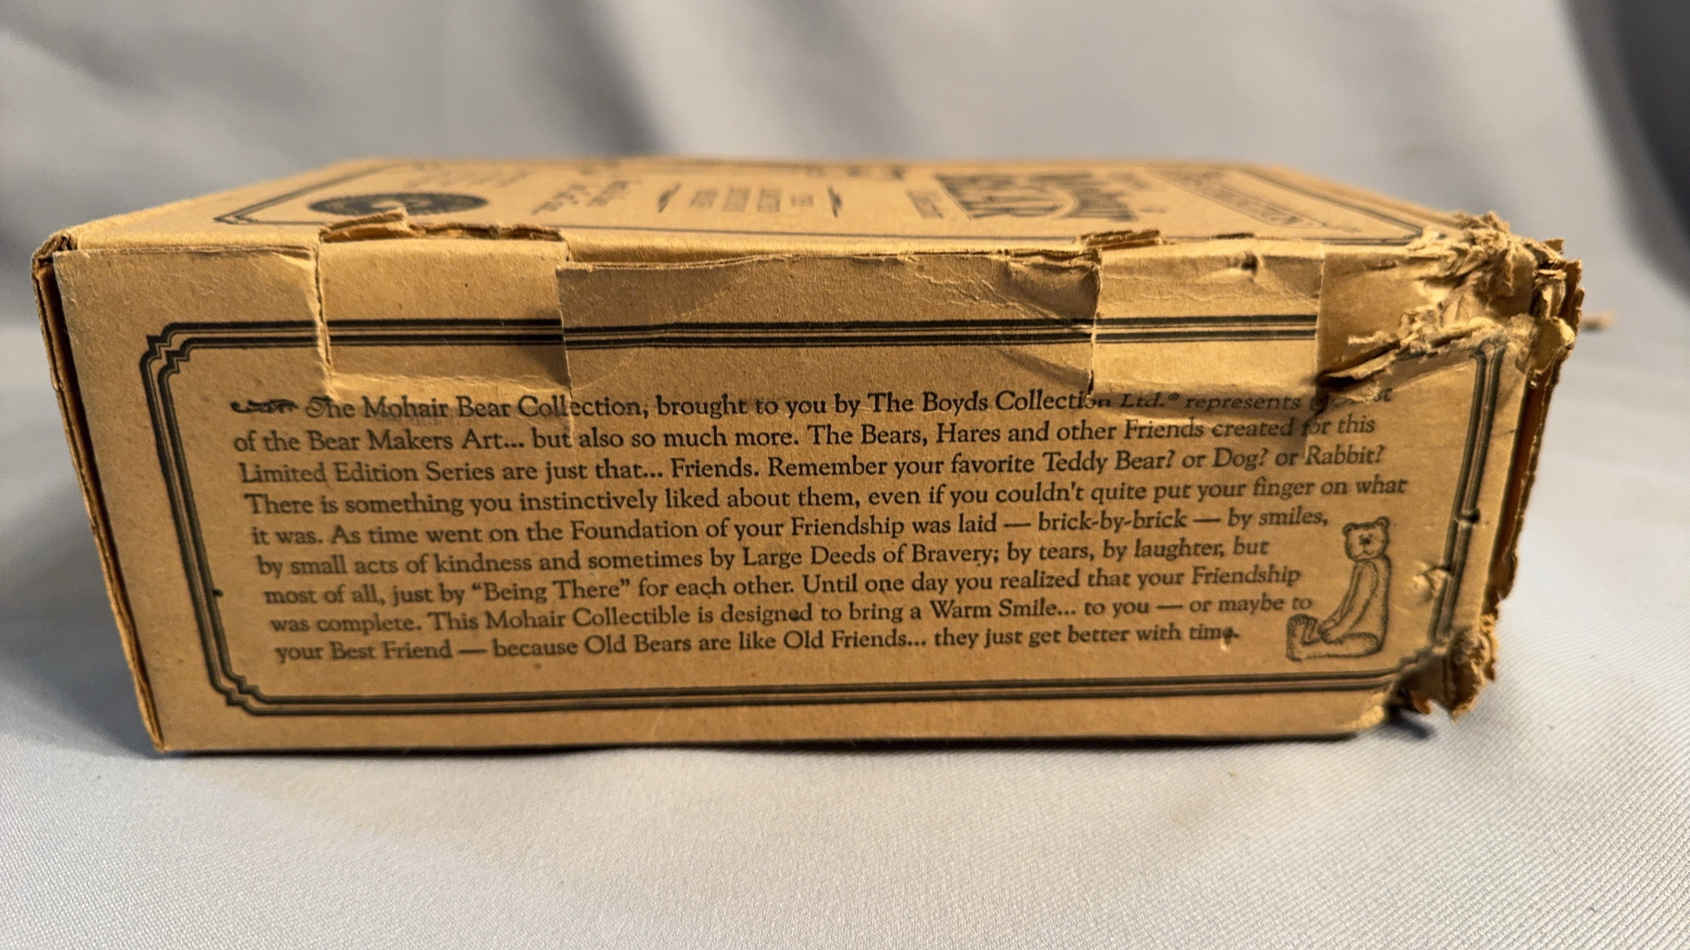 MOHAIR
BEAR
The Mohair Bear Collection, brought to you by The Boyds Collection Ltd.® represents
of the Bear Makers Art... but also so much more. The Bears, Hares and other Friends created for this
Limited Edition Series are just that... Friends. Remember your favorite Teddy Bear? or Dog? or Rabbit?
There is something you instinctively liked about them, even if you couldn't quite put your finger on what
it was. As time went on the Foundation of your Friendship was laid — brick-by-brick — by smiles,
by small acts of kindness and sometimes by Large Deeds of Bravery; by tears, by laughter, but
most of all, just by “Being There” for each other. Until one day you realized that your Friendship
was complete. This Mohair Collectible is designed to bring a Warm Smile... to you — or maybe to
your Best Friend — because Old Bears are like Old Friends... they just get better with time.